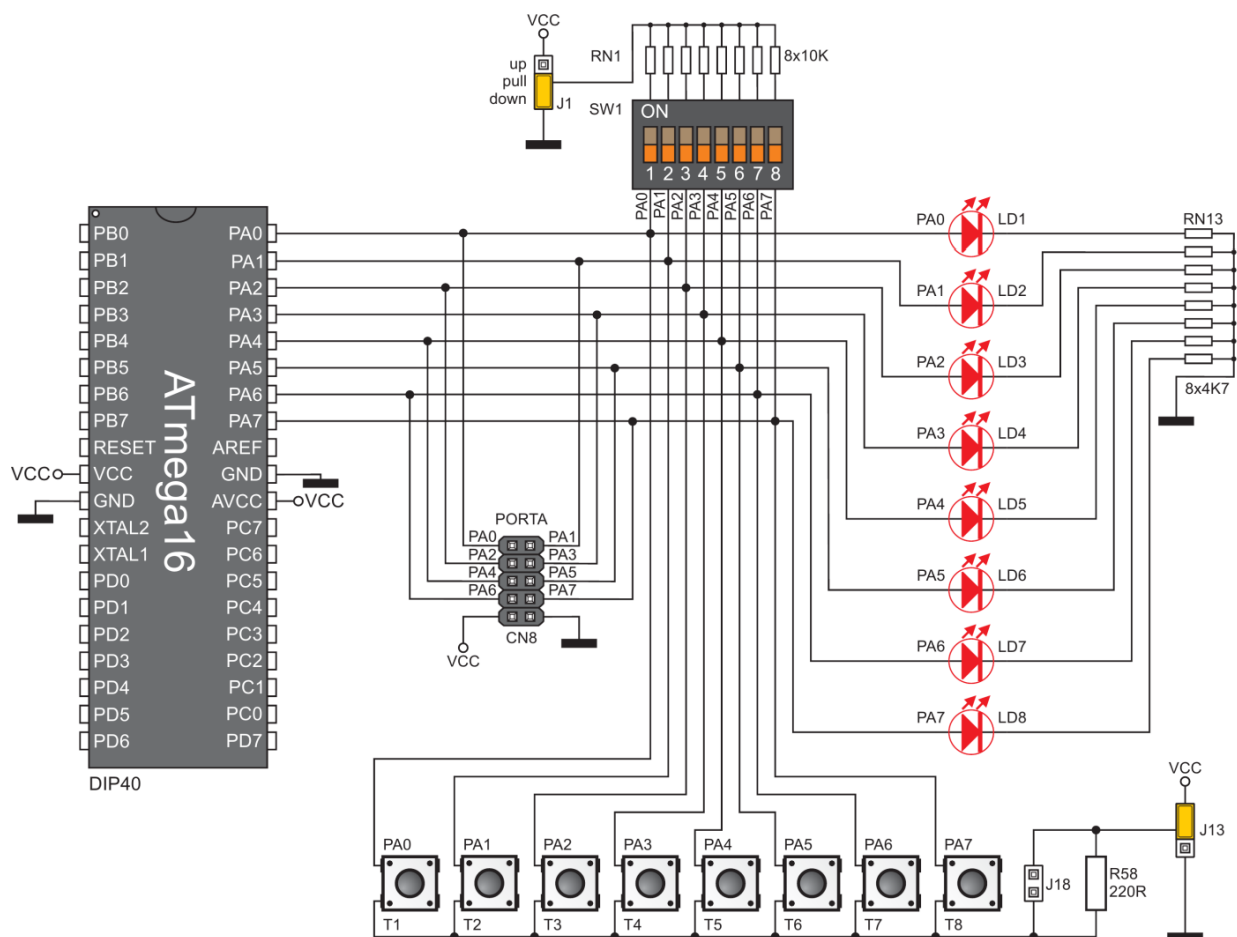 VCC
up
pull
down
J1
RN1
8x10K
SW1
ON
1 2 3 4 5 6 7 8
PA0 PA1 PA2 PA3 PA4 PA5 PA6 PA7
PB0 PA0
PB1 PA1
PB2 PA2
PB3 PA3
PB4 PA4
PB5 PA5
PB6 PA6
PB7 PA7
RESET AREF
VCC VCC GND
GND AVCC VCC
XTAL2 PC7
XTAL1 PC6
PD0 PC5
PD1 PC4
PD2 PC3
PD3 PC2
PD4 PC1
PD5 PC0
PD6 PD7
ATmega16
DIP40
PORTA
PA0 PA1
PA2 PA3
PA4 PA5
PA6 PA7
CN8
VCC
PA0 LD1
PA1 LD2
PA2 LD3
PA3 LD4
PA4 LD5
PA5 LD6
PA6 LD7
PA7 LD8
RN13
8x4K7
VCC
J13
PA0 PA1 PA2 PA3 PA4 PA5 PA6 PA7
J18
R58
220R
T1 T2 T3 T4 T5 T6 T7 T8